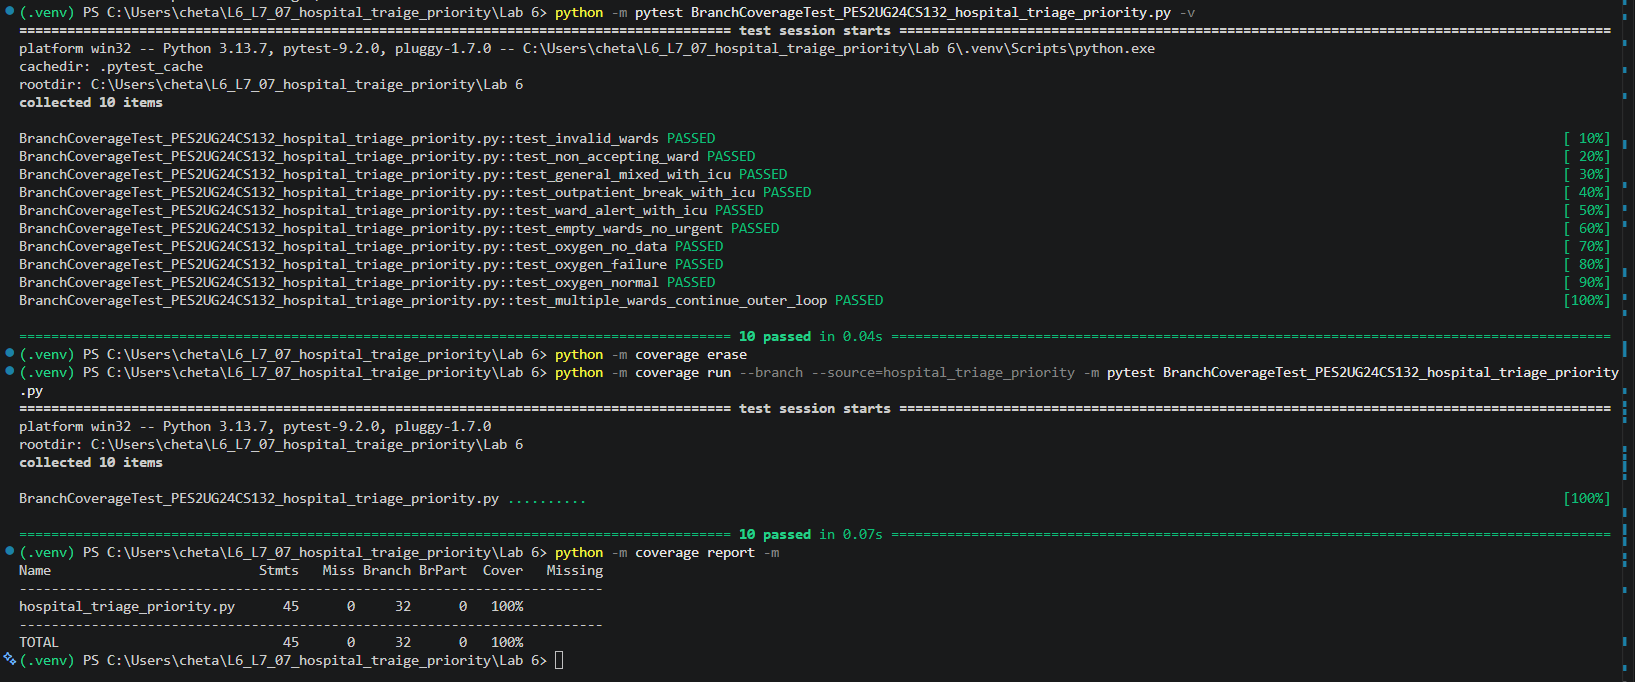 (.venv) PS C:\Users\cheta\L6_L7_07_hospital_traige_priority\Lab 6> python -m pytest BranchCoverageTest_PES2UG24CS132_hospital_triage_priority.py -v
========================================================================================= test session starts =========================================================================================
platform win32 -- Python 3.13.7, pytest-9.2.0, pluggy-1.7.0 -- C:\Users\cheta\L6_L7_07_hospital_traige_priority\Lab 6\.venv\Scripts\python.exe
cachedir: .pytest_cache
rootdir: C:\Users\cheta\L6_L7_07_hospital_traige_priority\Lab 6
collected 10 items
BranchCoverageTest_PES2UG24CS132_hospital_triage_priority.py::test_invalid_wards PASSED [ 10%]
BranchCoverageTest_PES2UG24CS132_hospital_triage_priority.py::test_non_accepting_ward PASSED [ 20%]
BranchCoverageTest_PES2UG24CS132_hospital_triage_priority.py::test_general_mixed_with_icu PASSED [ 30%]
BranchCoverageTest_PES2UG24CS132_hospital_triage_priority.py::test_outpatient_break_with_icu PASSED [ 40%]
BranchCoverageTest_PES2UG24CS132_hospital_triage_priority.py::test_ward_alert_with_icu PASSED [ 50%]
BranchCoverageTest_PES2UG24CS132_hospital_triage_priority.py::test_empty_wards_no_urgent PASSED [ 60%]
BranchCoverageTest_PES2UG24CS132_hospital_triage_priority.py::test_oxygen_no_data PASSED [ 70%]
BranchCoverageTest_PES2UG24CS132_hospital_triage_priority.py::test_oxygen_failure PASSED [ 80%]
BranchCoverageTest_PES2UG24CS132_hospital_triage_priority.py::test_oxygen_normal PASSED [ 90%]
BranchCoverageTest_PES2UG24CS132_hospital_triage_priority.py::test_multiple_wards_continue_outer_loop PASSED [100%]
========================================================================================= 10 passed in 0.04s ==========================================================================================
(.venv) PS C:\Users\cheta\L6_L7_07_hospital_traige_priority\Lab 6> python -m coverage erase
(.venv) PS C:\Users\cheta\L6_L7_07_hospital_traige_priority\Lab 6> python -m coverage run --branch --source=hospital_triage_priority -m pytest BranchCoverageTest_PES2UG24CS132_hospital_triage_priority
.py
========================================================================================= test session starts =========================================================================================
platform win32 -- Python 3.13.7, pytest-9.2.0, pluggy-1.7.0
rootdir: C:\Users\cheta\L6_L7_07_hospital_traige_priority\Lab 6
collected 10 items
BranchCoverageTest_PES2UG24CS132_hospital_triage_priority.py .......... [100%]
========================================================================================= 10 passed in 0.07s ==========================================================================================
(.venv) PS C:\Users\cheta\L6_L7_07_hospital_traige_priority\Lab 6> python -m coverage report -m
Name                          Stmts   Miss Branch BrPart  Cover   Missing
-------------------------------------------------------------------------
hospital_triage_priority.py      45      0     32      0   100%
-------------------------------------------------------------------------
TOTAL                            45      0     32      0   100%
(.venv) PS C:\Users\cheta\L6_L7_07_hospital_traige_priority\Lab 6>